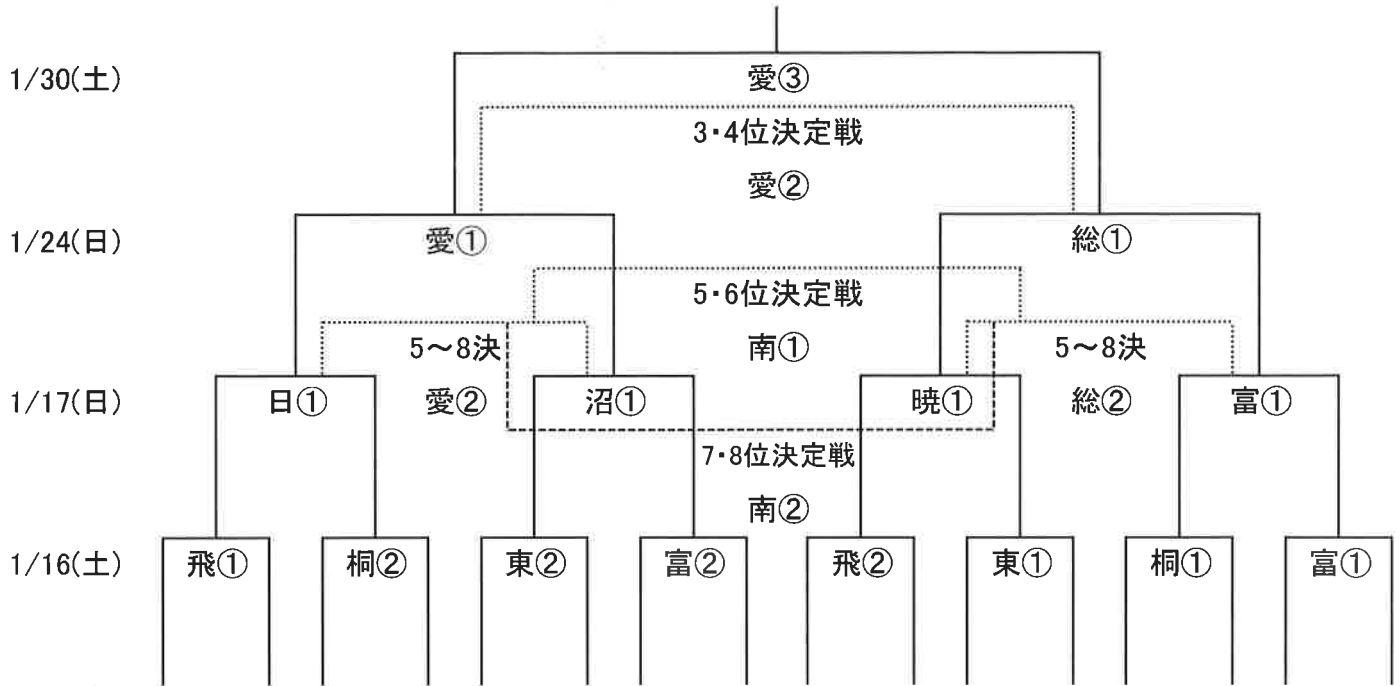 1/30(土) 愛③
3・4位決定戦
愛②
1/24(日) 愛① 総①
5・6位決定戦
5〜8決 南① 5〜8決
1/17(日) 日① 愛② 沼① 暁① 総② 富①
7・8位決定戦
南②
1/16(土) 飛① 桐② 東② 富② 飛② 東① 桐① 富①